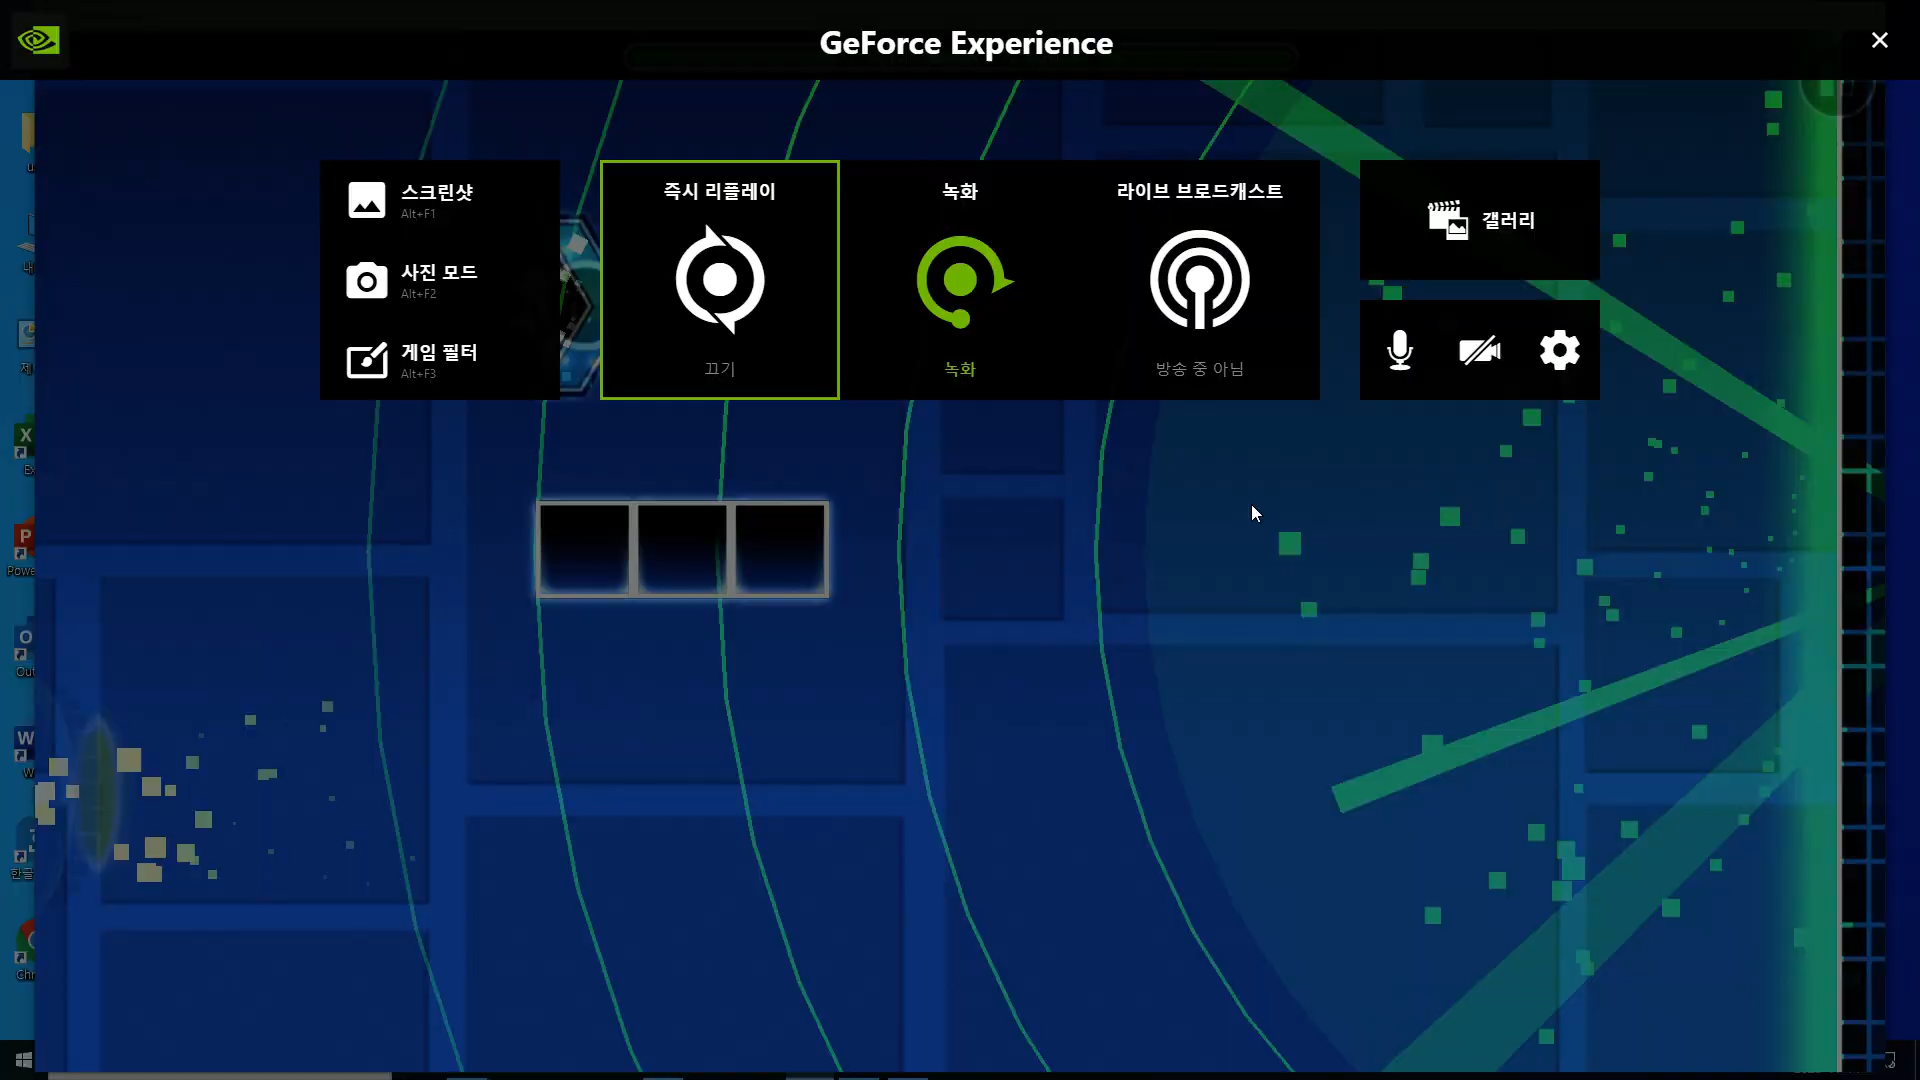 GeForce Experience
스크린샷
Alt+F1
사진 모드
Alt+F2
게임 필터
Alt+F3
즉시 리플레이
끄기
녹화
녹화
라이브 브로드캐스트
방송 중 아님
갤러리